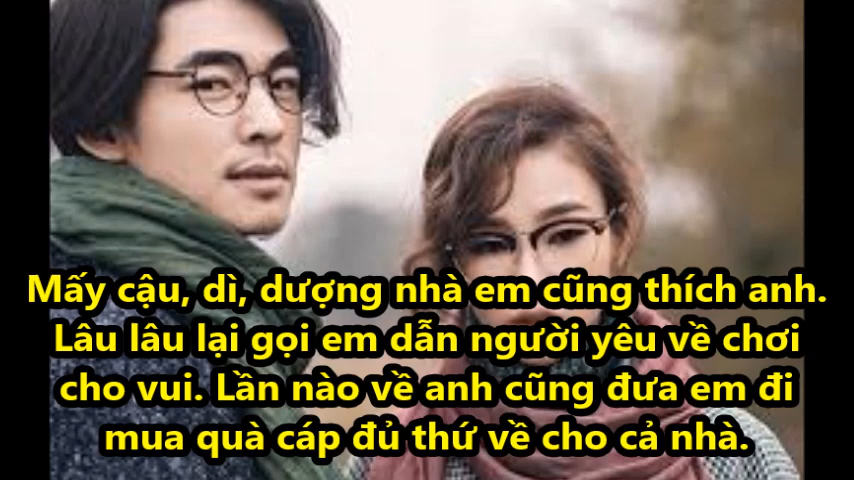 Mấy cậu, dì, dượng nhà em cũng thích anh.
Lâu lâu lại gọi em dẫn người yêu về chơi
cho vui. Lần nào về anh cũng đưa em đi
mua quà cáp đủ thứ về cho cả nhà.